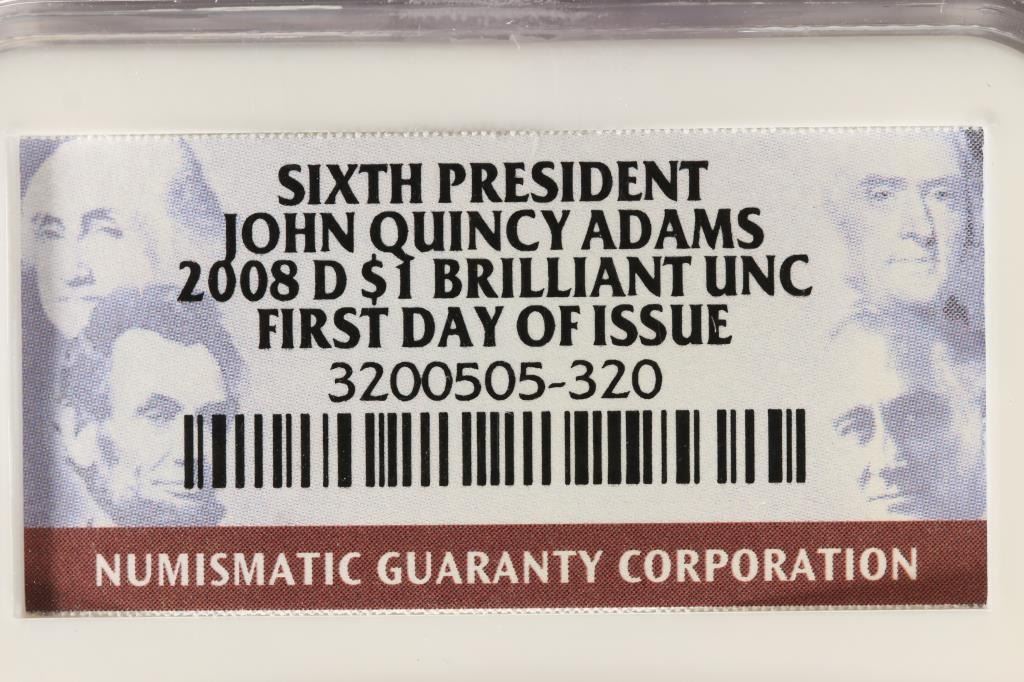 SIXTH PRESIDENT
JOHN QUINCY ADAMS
2008 D $1 BRILLIANT UNC
FIRST DAY OF ISSUE
3200505-320
NUMISMATIC GUARANTY CORPORATION